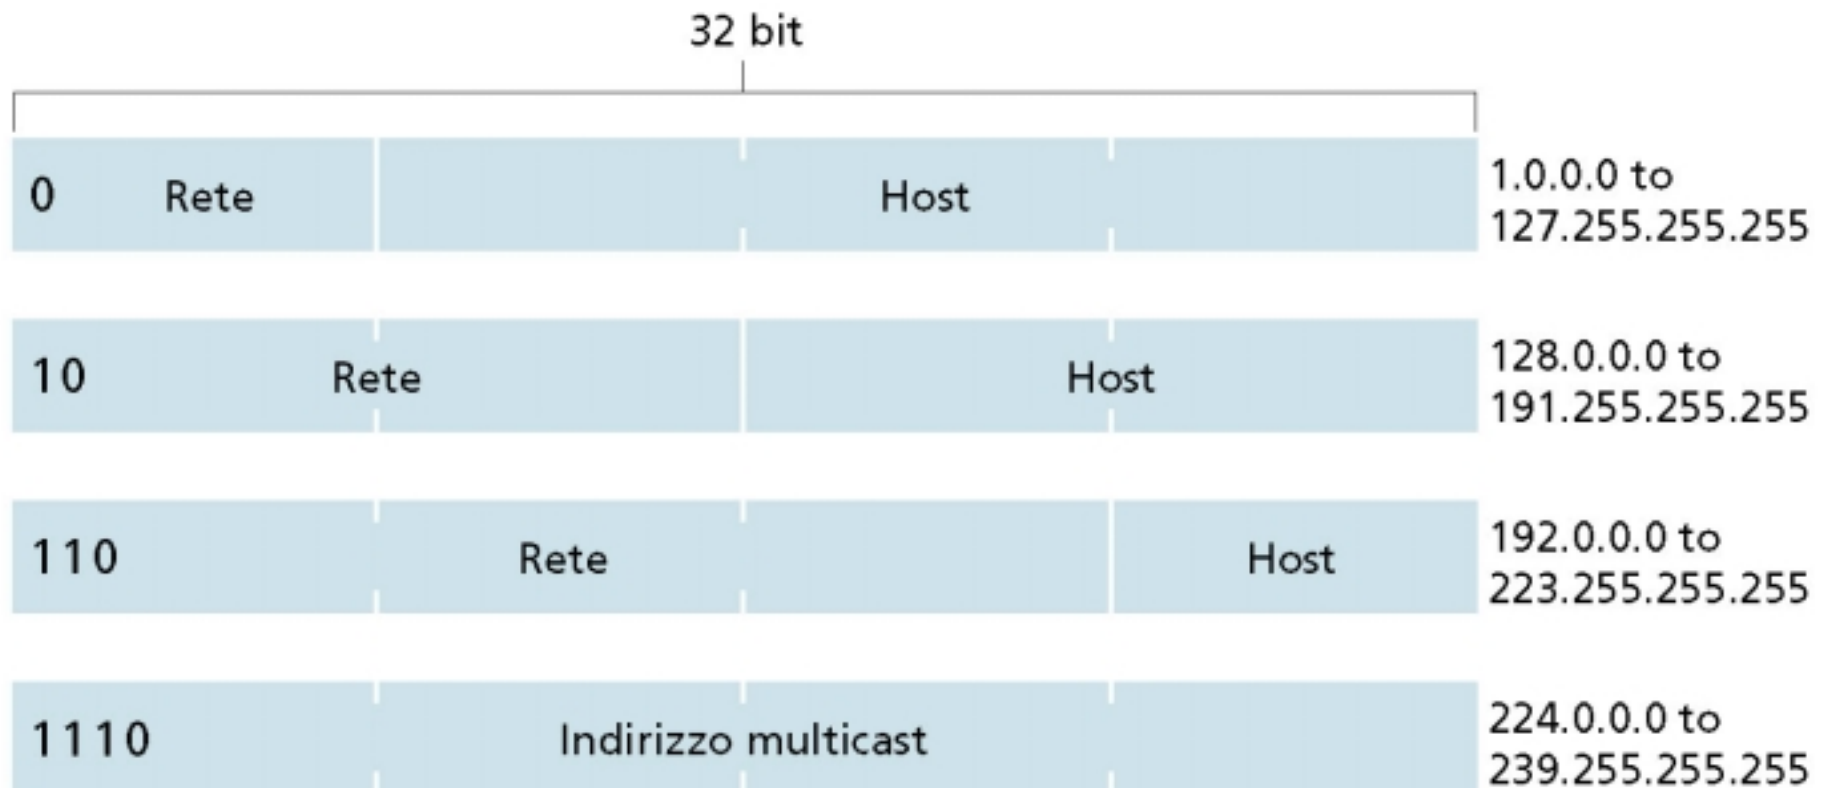 32 bit
0 Rete Host
1.0.0.0 to
127.255.255.255
10 Rete Host
128.0.0.0 to
191.255.255.255
110 Rete Host
192.0.0.0 to
223.255.255.255
1110 Indirizzo multicast
224.0.0.0 to
239.255.255.255